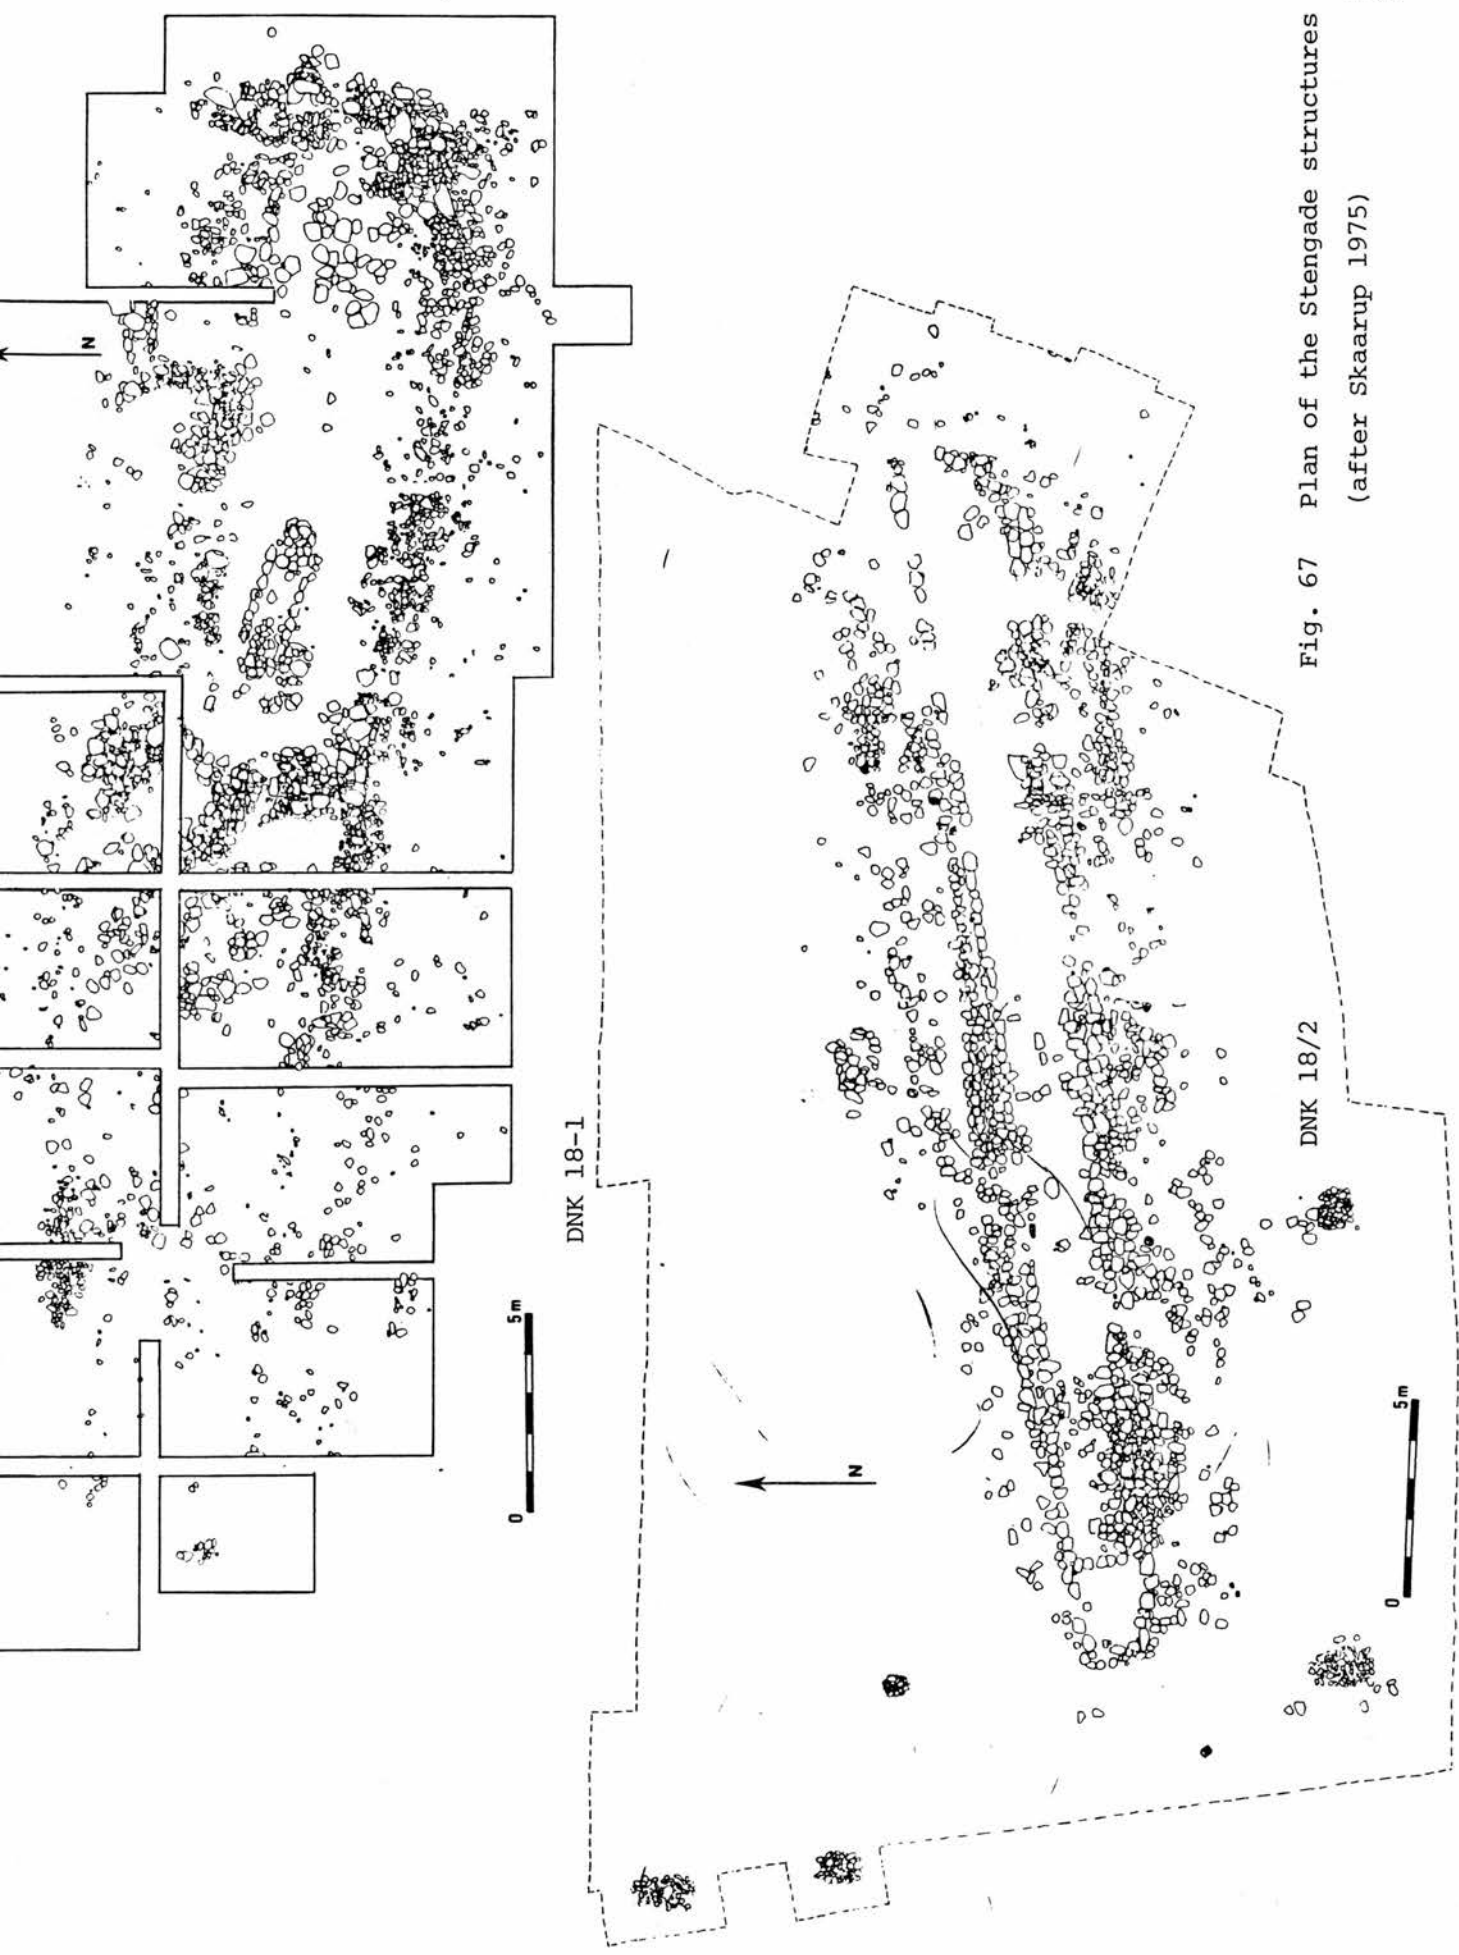 N
DNK 18-1
0 5m
N
DNK 18/2
0 5m
Fig. 67 Plan of the Stengade structures
(after Skaarup 1975)